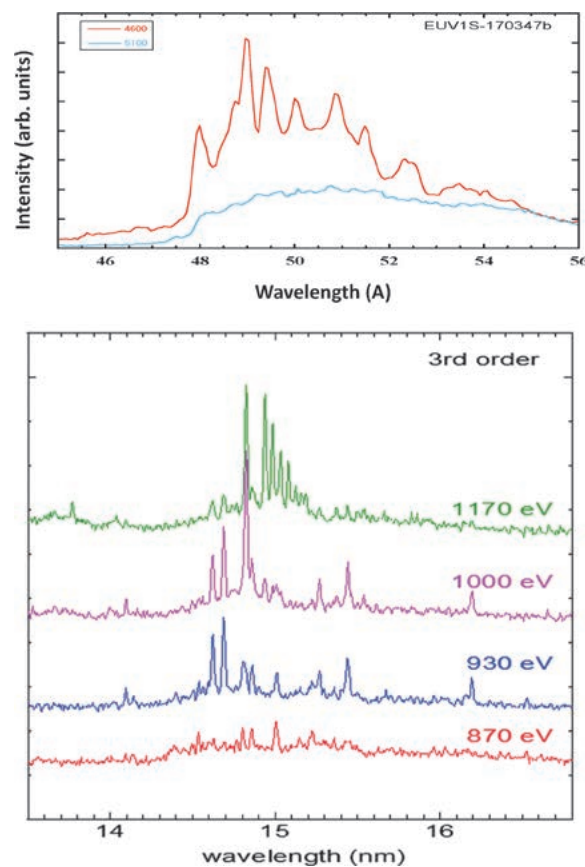 EUV1S-170347b
4600
5100
Intensity (arb. units)
46 48 50 52 54 56
Wavelength (A)
3rd order
1170 eV
1000 eV
930 eV
870 eV
14 15 16
wavelength (nm)